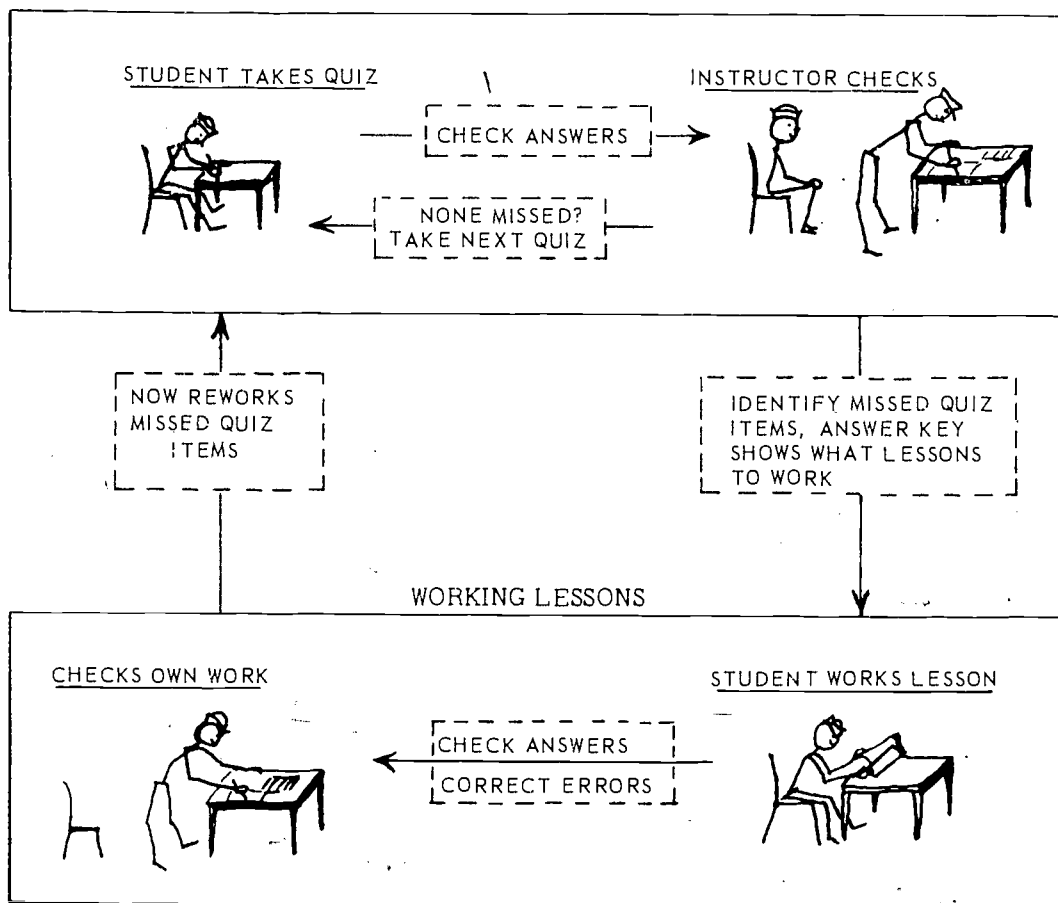 STUDENT TAKES QUIZ
INSTRUCTOR CHECKS
CHECK ANSWERS
NONE MISSED?
TAKE NEXT QUIZ
NOW REWORKS
MISSED QUIZ
ITEMS
IDENTIFY MISSED QUIZ
ITEMS, ANSWER KEY
SHOWS WHAT LESSONS
TO WORK
WORKING LESSONS
CHECKS OWN WORK
STUDENT WORKS LESSON
CHECK ANSWERS
CORRECT ERRORS